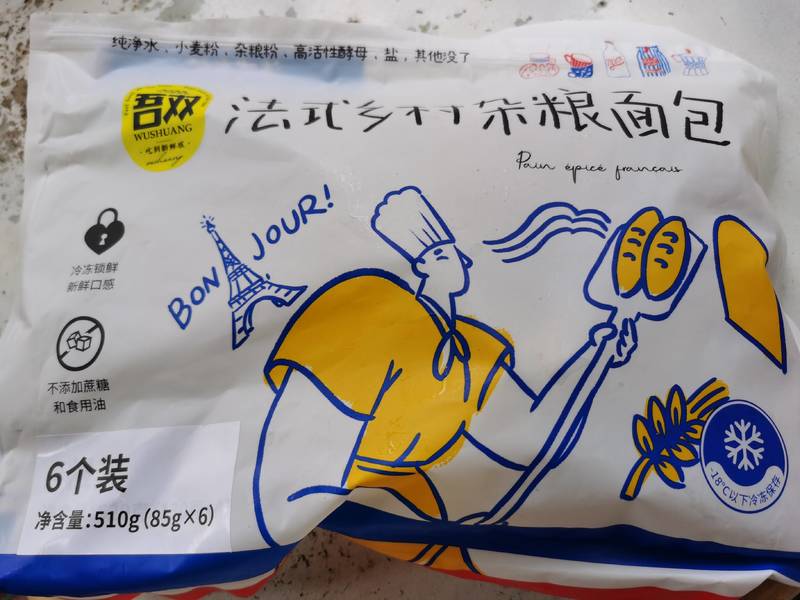 纯净水，小麦粉，杂粮粉，高活性酵母，盐，其他没了
吾双
WUSHUANG
法式乡村杂粮面包
Pain épicé français
BONJOUR!
冷冻锁鲜
新鲜口感
不添加蔗糖
和食用油
6个装
净含量:510g(85g×6)
-18°C以下冷冻保存